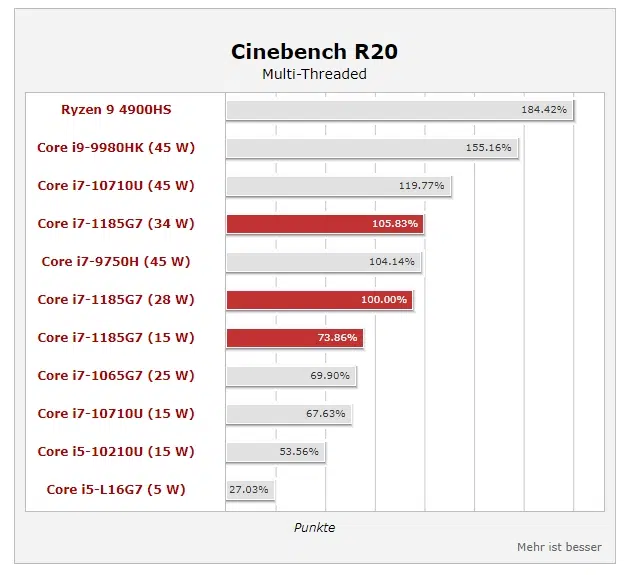 Cinebench R20
Multi-Threaded
Ryzen 9 4900HS 184.42%
Core i9-9980HK (45 W) 155.16%
Core i7-10710U (45 W) 119.77%
Core i7-1185G7 (34 W) 105.83%
Core i7-9750H (45 W) 104.14%
Core i7-1185G7 (28 W) 100.00%
Core i7-1185G7 (15 W) 73.86%
Core i7-1065G7 (25 W) 69.90%
Core i7-10710U (15 W) 67.63%
Core i5-10210U (15 W) 53.56%
Core i5-L16G7 (5 W) 27.03%
Punkte
Mehr ist besser